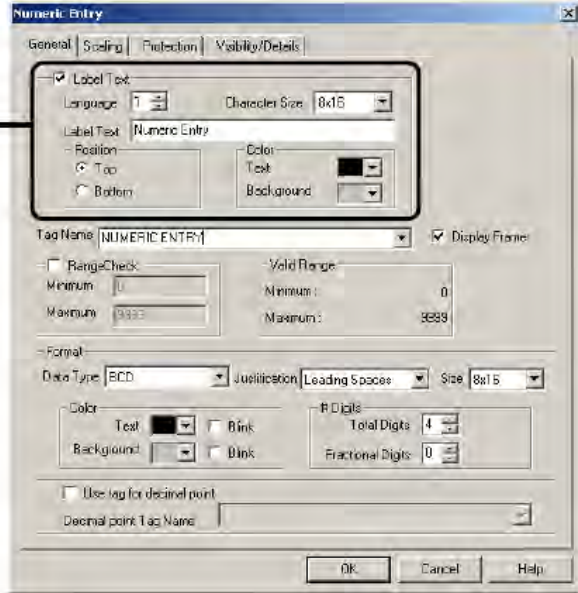 Numeric Entry
General Scaling Protection Visibility/Details
Label Text
Language 1 Character Size 8x16
Label Text Numeric Entry
Position Color
Top Text
Bottom Background
Tag Name NUMERIC ENTRY Display Frame
RangeCheck Valid Range
Minimum 0 Minimum : 0
Maximum 9999 Maximum : 9999
Format
Data Type BCD Justification Leading Spaces Size 8x16
Color # Digits
Text Blink Total Digits 4
Background Blink Fractional Digits 0
Use tag for decimal point
Decimal point Tag Name
OK Cancel Help